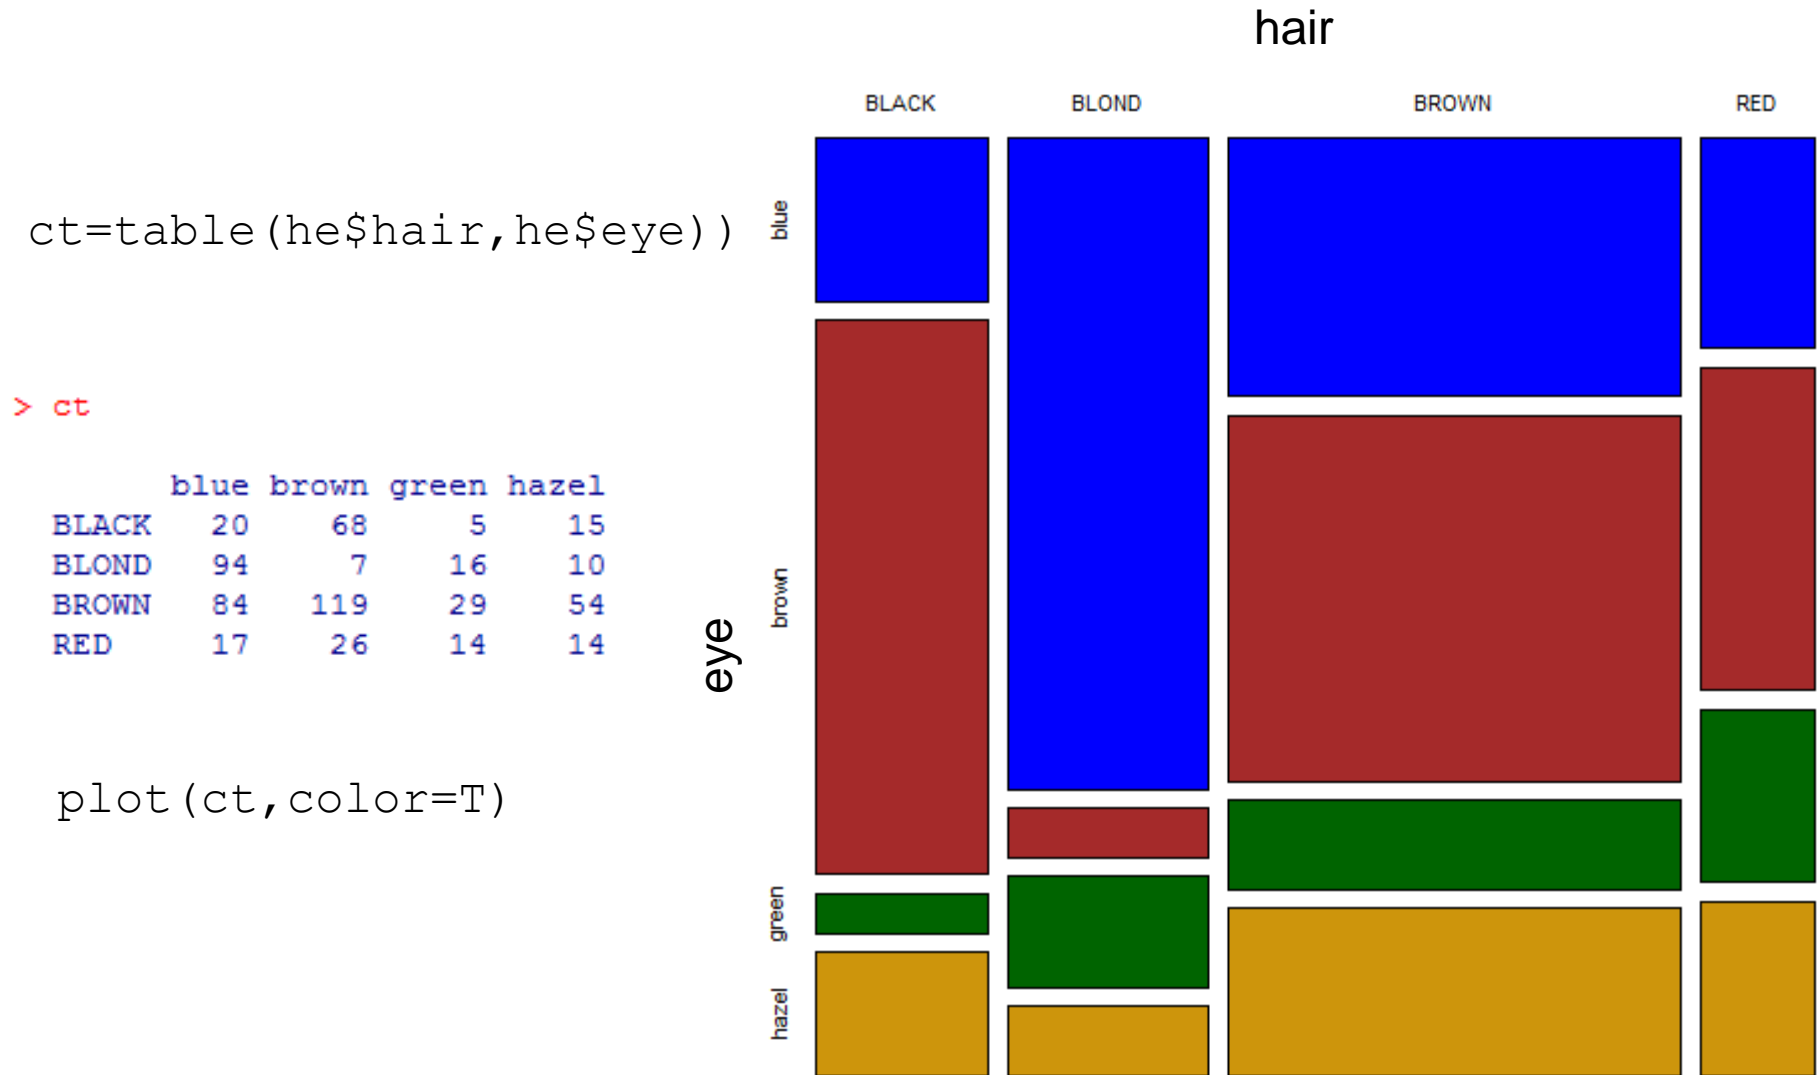 ct=table(he$hair,he$eye))
> ct
blue brown green hazel
BLACK 20 68 5 15
BLOND 94 7 16 10
BROWN 84 119 29 54
RED 17 26 14 14
plot(ct,color=T)
hair
BLACK BLOND BROWN RED
eye
blue
brown
green
hazel